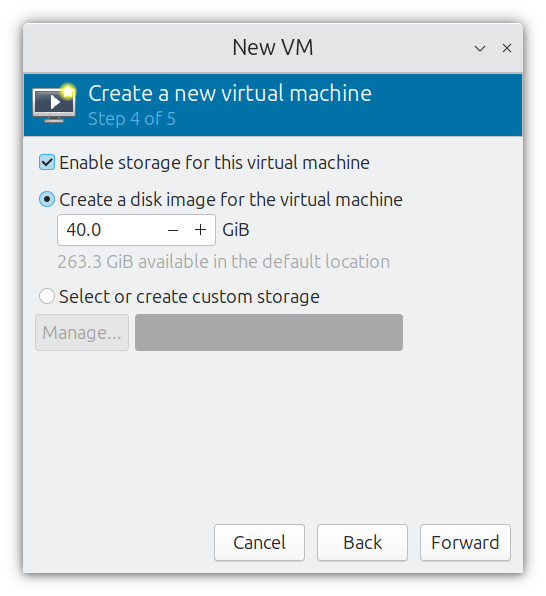 New VM
Create a new virtual machine
Step 4 of 5
Enable storage for this virtual machine
Create a disk image for the virtual machine
40.0 − + GiB
263.3 GiB available in the default location
Select or create custom storage
Manage...
Cancel Back Forward